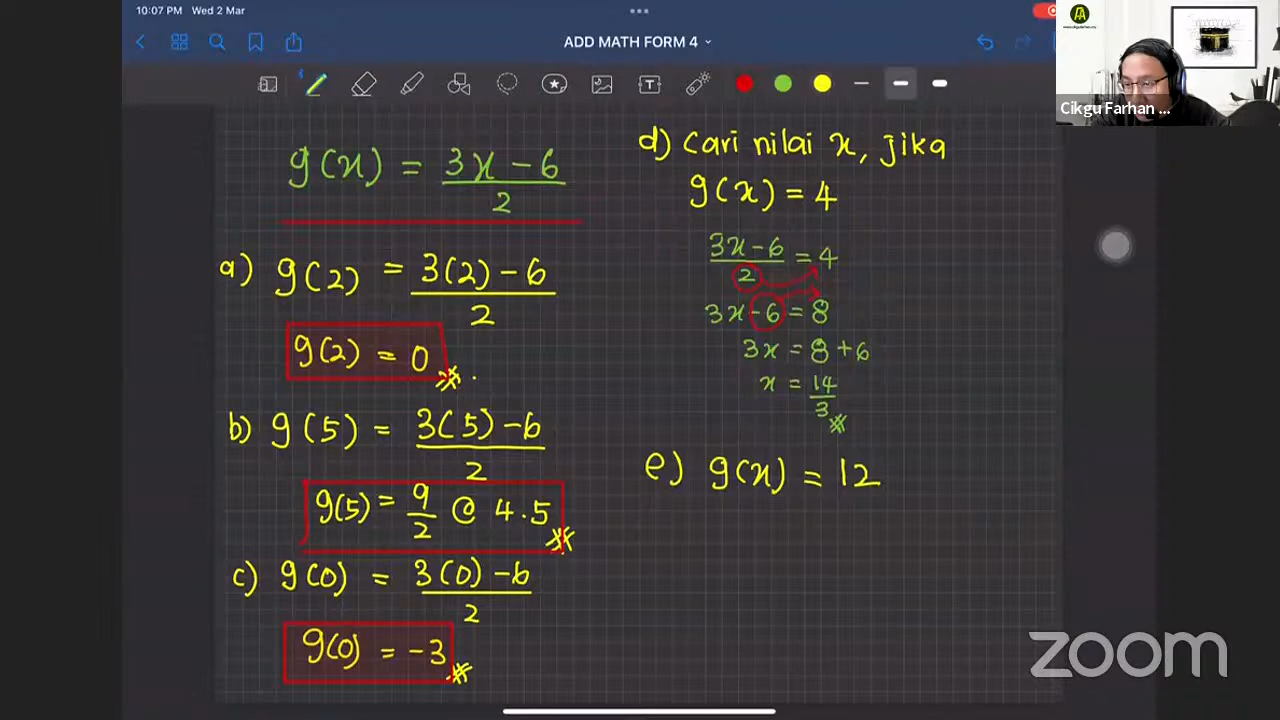 10:07 PM Wed 2 Mar
ADD MATH FORM 4
Cikgu Farhan ...
g(x) = 3x - 6
2
a) g(2) = 3(2) - 6
2
g(2) = 0
b) g(5) = 3(5) - 6
2
g(5) = 9/2 @ 4.5
c) g(0) = 3(0) - 6
2
g(0) = -3
d) Cari nilai x, jika
g(x) = 4
3x - 6 = 4
2
3x - 6 = 8
3x = 8 + 6
x = 14
3
e) g(x) = 12
zoom